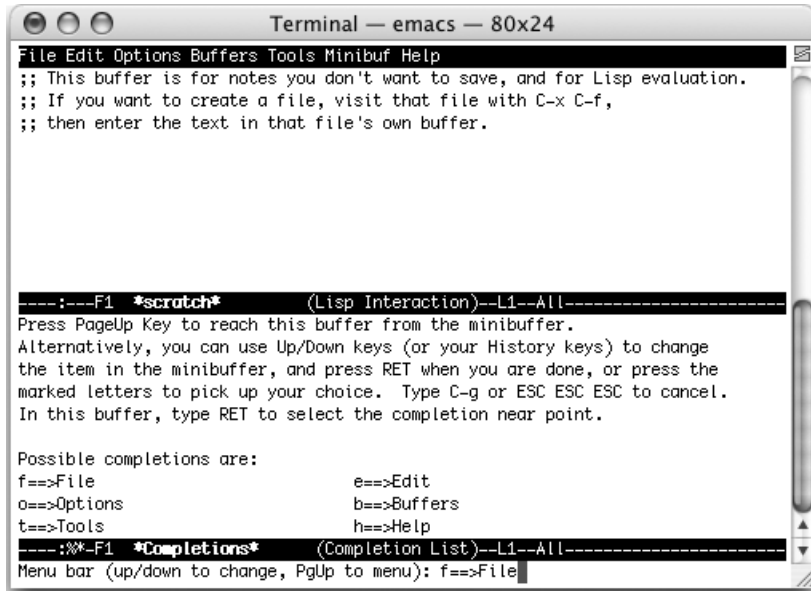 Terminal — emacs — 80x24
File Edit Options Buffers Tools Minibuf Help
;; This buffer is for notes you don't want to save, and for Lisp evaluation.
;; If you want to create a file, visit that file with C-x C-f,
;; then enter the text in that file's own buffer.
----:---F1  *scratch*         (Lisp Interaction)--L1--All-----------------------
Press PageUp Key to reach this buffer from the minibuffer.
Alternatively, you can use Up/Down keys (or your History keys) to change
the item in the minibuffer, and press RET when you are done, or press the
marked letters to pick up your choice.  Type C-g or ESC ESC ESC to cancel.
In this buffer, type RET to select the completion near point.
Possible completions are:
f==>File                           e==>Edit
o==>Options                        b==>Buffers
t==>Tools                          h==>Help
----:%*-F1  *Completions*      (Completion List)--L1--All-----------------------
Menu bar (up/down to change, PgUp to menu): f==>File